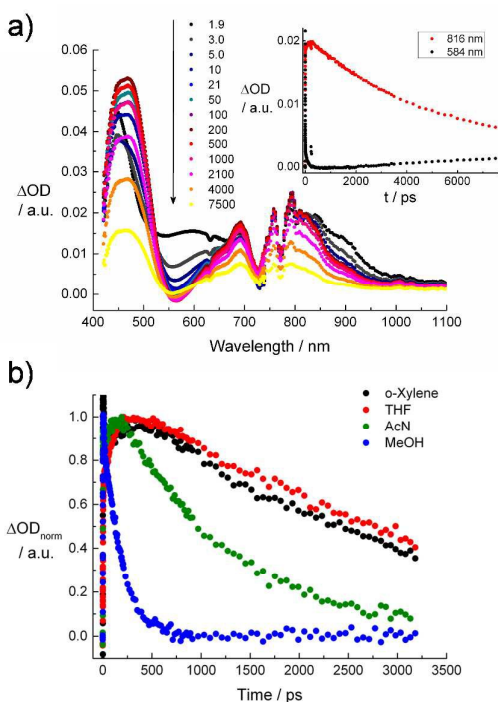 a)
0.06
0.05
0.04
0.03
0.02
0.01
0.00
ΔOD
/ a.u.
400 500 600 700 800 900 1000 1100
Wavelength / nm
1.9
3.0
5.0
10
21
50
100
200
500
1000
2100
4000
7500
0.02
ΔOD
/ a.u.
0.01
0.00
816 nm
584 nm
0 2000 4000 6000
t / ps
b)
o-Xylene
THF
AcN
MeOH
1.0
0.8
0.6
0.4
0.2
0.0
ΔODnorm
/ a.u.
0 500 1000 1500 2000 2500 3000 3500
Time / ps